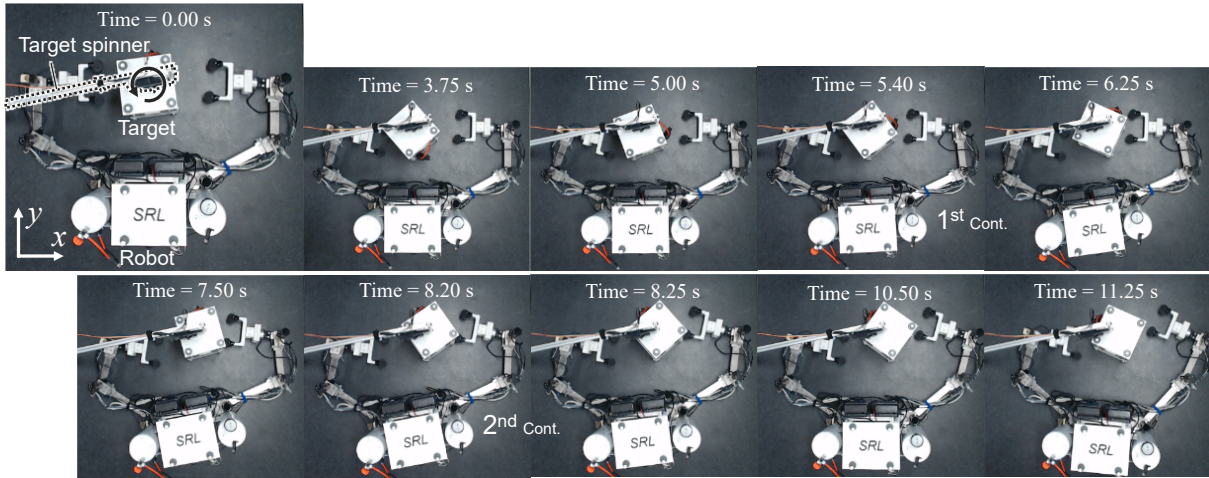 Time = 0.00 s
Target spinner
Target
SRL
y
x
Robot
Time = 3.75 s
SRL
Time = 5.00 s
SRL
Time = 5.40 s
SRL
1st Cont.
Time = 6.25 s
SRL
Time = 7.50 s
SRL
Time = 8.20 s
SRL
2nd Cont.
Time = 8.25 s
SRL
Time = 10.50 s
SRL
Time = 11.25 s
SRL